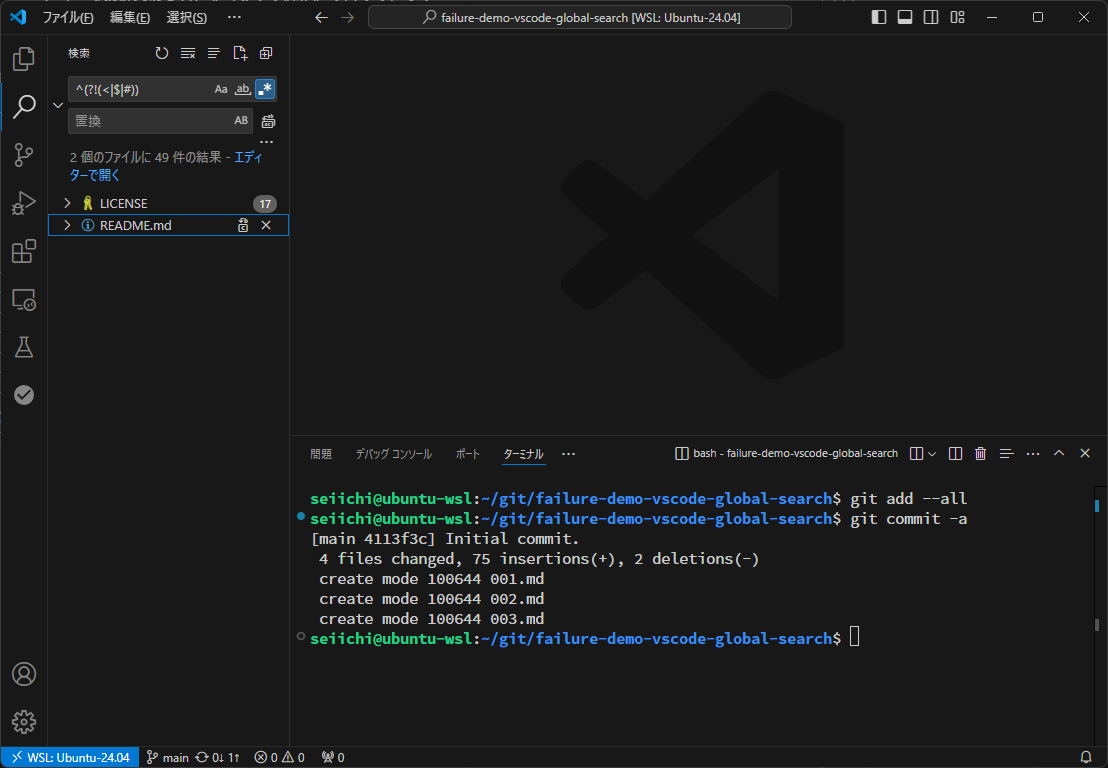 ファイル(F) 編集(E) 選択(S) ··· failure-demo-vscode-global-search [WSL: Ubuntu-24.04]
検索
^(?!(<|$|#)) Aa ab .*
置換 AB
···
2 個のファイルに 49 件の結果 - エディ
ターで開く
LICENSE 17
README.md
問題 デバッグ コンソール ポート ターミナル ··· bash - failure-demo-vscode-global-search ···
seiichi@ubuntu-wsl:~/git/failure-demo-vscode-global-search$ git add --all
seiichi@ubuntu-wsl:~/git/failure-demo-vscode-global-search$ git commit -a
[main 4113f3c] Initial commit.
4 files changed, 75 insertions(+), 2 deletions(-)
create mode 100644 001.md
create mode 100644 002.md
create mode 100644 003.md
seiichi@ubuntu-wsl:~/git/failure-demo-vscode-global-search$
WSL: Ubuntu-24.04 main 0↓ 1↑ 0 0 0